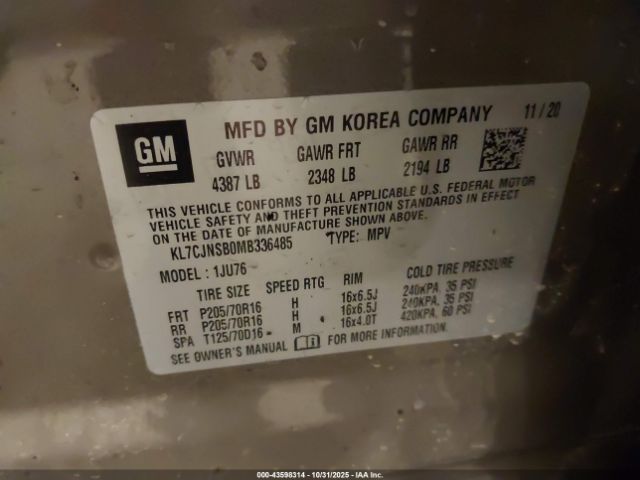 GM
MFD BY GM KOREA COMPANY 11/20
GVWR GAWR FRT GAWR RR
4387 LB 2348 LB 2194 LB
THIS VEHICLE CONFORMS TO ALL APPLICABLE U.S. FEDERAL MOTOR
VEHICLE SAFETY AND THEFT PREVENTION STANDARDS IN EFFECT
ON THE DATE OF MANUFACTURE SHOWN ABOVE.
KL7CJNSB0MB336485 TYPE: MPV
MODEL : 1JU76
TIRE SIZE SPEED RTG RIM COLD TIRE PRESSURE
FRT P205/70R16 H 16x6.5J 240KPA, 35 PSI
RR P205/70R16 H 16x6.5J 240KPA, 35 PSI
SPA T125/70D16 M 16x4.0T 420KPA, 60 PSI
SEE OWNER'S MANUAL FOR MORE INFORMATION.
000-43598314 - 10/31/2025 - IAA Inc.